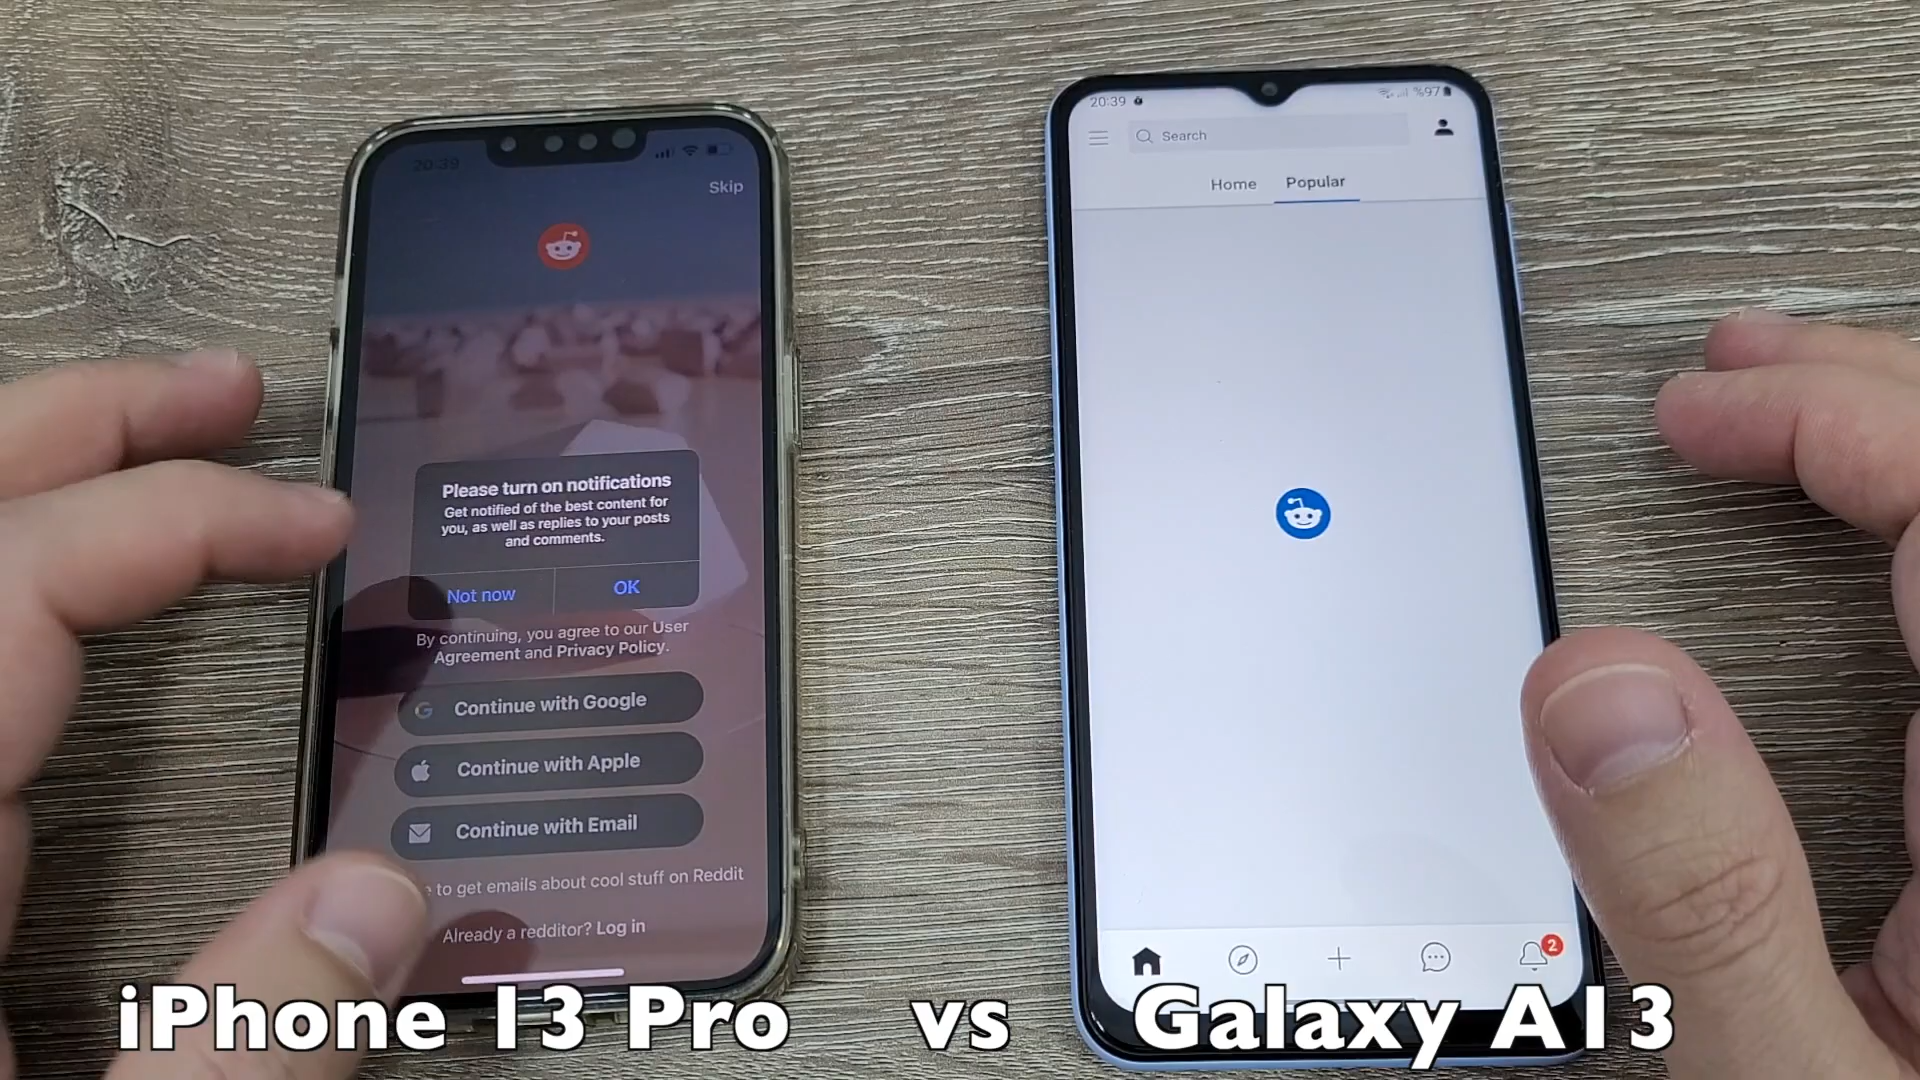 20:39
Skip
Please turn on notifications
Get notified of the best content for
you, as well as replies to your posts
and comments.
Not now
OK
By continuing, you agree to our User
Agreement and Privacy Policy.
Continue with Google
Continue with Apple
Continue with Email
to get emails about cool stuff on Reddit
Already a redditor? Log in
20:39
%97
Search
Home
Popular
2
iPhone 13 Pro vs Galaxy A13